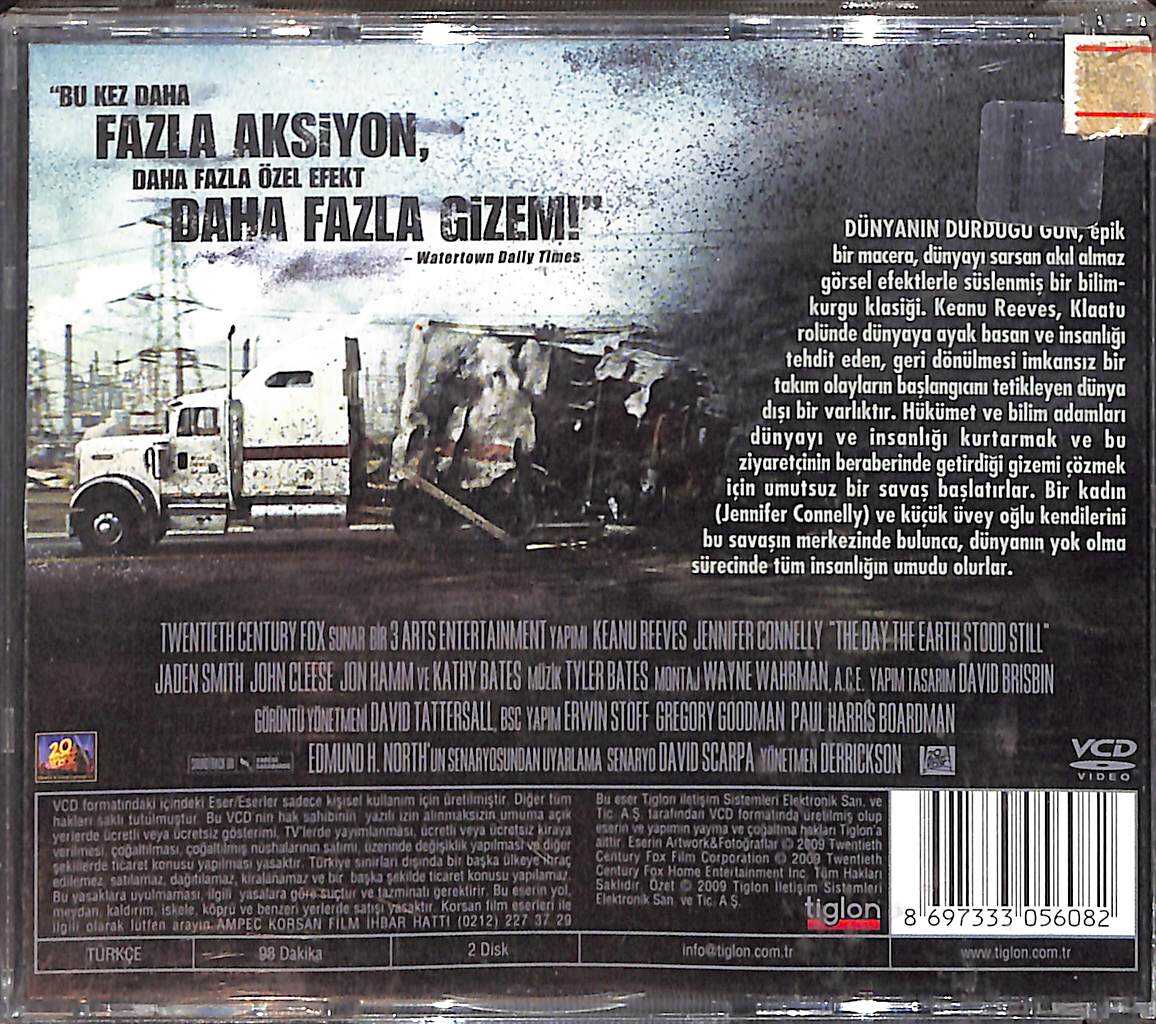 "BU KEZ DAHA
FAZLA AKSİYON,
DAHA FAZLA ÖZEL EFEKT
DAHA FAZLA GİZEM!"
– Watertown Daily Times
DÜNYANIN DURDUĞU GÜN, epik
bir macera, dünyayı sarsan akıl almaz
görsel efektlerle süslenmiş bir bilim-
kurgu klasiği. Keanu Reeves, Klaatu
rolünde dünyaya ayak basan ve insanlığı
tehdit eden, geri dönülmesi imkansız bir
takım olayların başlangıcını tetikleyen dünya
dışı bir varlıktır. Hükümet ve bilim adamları
dünyayı ve insanlığı kurtarmak ve bu
ziyaretçinin beraberinde getirdiği gizemi çözmek
için umutsuz bir savaş başlatırlar. Bir kadın
(Jennifer Connelly) ve küçük üvey oğlu kendilerini
bu savaşın merkezinde bulunca, dünyanın yok olma
sürecinde tüm insanlığın umudu olurlar.
TWENTIETH CENTURY FOX SUNAR BİR 3 ARTS ENTERTAINMENT YAPIMI KEANU REEVES JENNIFER CONNELLY "THE DAY THE EARTH STOOD STILL"
JADEN SMITH JOHN CLEESE JON HAMM VE KATHY BATES MÜZİK TYLER BATES MONTAJ WAYNE WAHRMAN, A.C.E. YAPIM TASARIM DAVID BRISBIN
GÖRÜNTÜ YÖNETMENİ DAVID TATTERSALL, BSC YAPIM ERWIN STOFF GREGORY GOODMAN PAUL HARRIS BOARDMAN
EDMUND H. NORTH'UN SENARYOSUNDAN UYARLAMA SENARYO DAVID SCARPA YÖNETMEN DERRICKSON
20
VCD
VIDEO
VCD formatındaki içindeki Eser/Eserler sadece kişisel kullanım için üretilmiştir. Diğer tüm
hakları saklı tutulmuştur. Bu VCD'nin hak sahibinin yazılı izin alınmaksızın umuma açık
yerlerde ücretli veya ücretsiz gösterimi, TV'lerde yayımlanması, ücretli veya ücretsiz kiraya
verilmesi, çoğaltılması, çoğaltılmış nüshalarının satımı, üzerinde değişiklik yapılması ve diğer
şekillerde ticaret konusu yapılması yasaktır. Türkiye sınırları dışında bir başka ülkeye ihraç
edilemez, satılamaz, dağıtılamaz, kiralanamaz ve bir başka şekilde ticaret konusu yapılamaz.
Bu yasaklara uyulmaması, ilgili yasalara göre suçtur ve tazminatı gerektirir. Bu eserin yol,
meydan, kaldırım, iskele, köprü ve benzeri yerlerde satışı yasaktır. Korsan film eserleri ile
ilgili olarak lütfen arayın AMPEC KORSAN FİLM İHBAR HATTI (0212) 227 37 29
Bu eser Tiglon İletişim Sistemleri Elektronik San. ve
Tic. A.Ş. tarafından VCD formatında üretilmiş olup
eserin ve yapımın yayma ve çoğaltma hakları Tiglon'a
aittir. Eserin Artwork&Fotoğraflar © 2009 Twentieth
Century Fox Film Corporation © 2009 Twentieth
Century Fox Home Entertainment Inc. Tüm Hakları
Saklıdır. Özet © 2009 Tiglon İletişim Sistemleri
Elektronik San. ve Tic. A.Ş.
tiglon
8 697333 056082
TÜRKÇE
98 Dakika
2 Disk
info@tiglon.com.tr
www.tiglon.com.tr